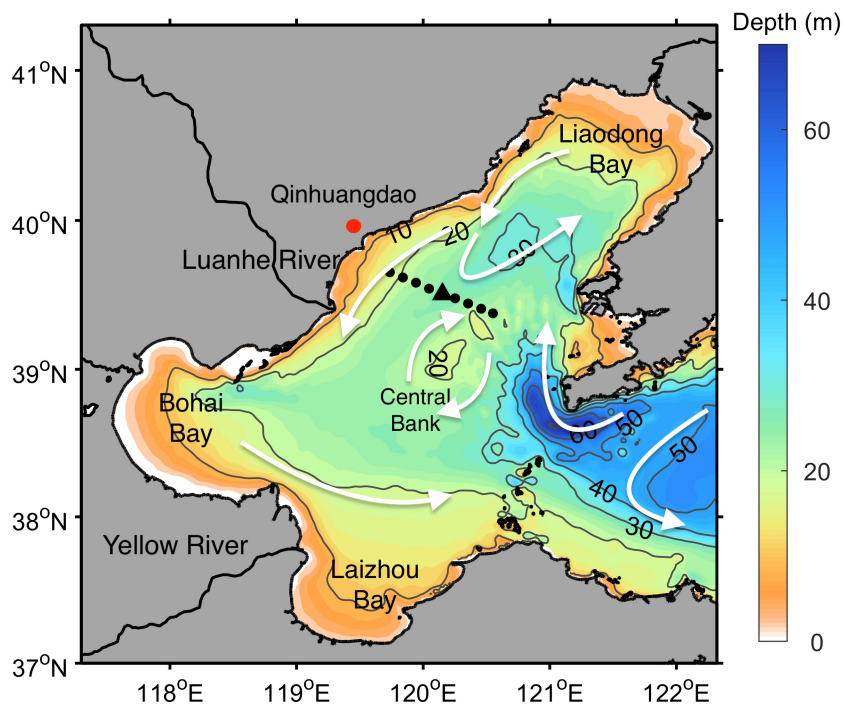 Depth (m)
41°N
40°N
39°N
38°N
37°N
118°E
119°E
120°E
121°E
122°E
60
40
20
0
Liaodong
Bay
Qinhuangdao
10
20
30
Luanhe River
20
Central
Bank
Bohai
Bay
60
50
50
40
30
Yellow River
Laizhou
Bay